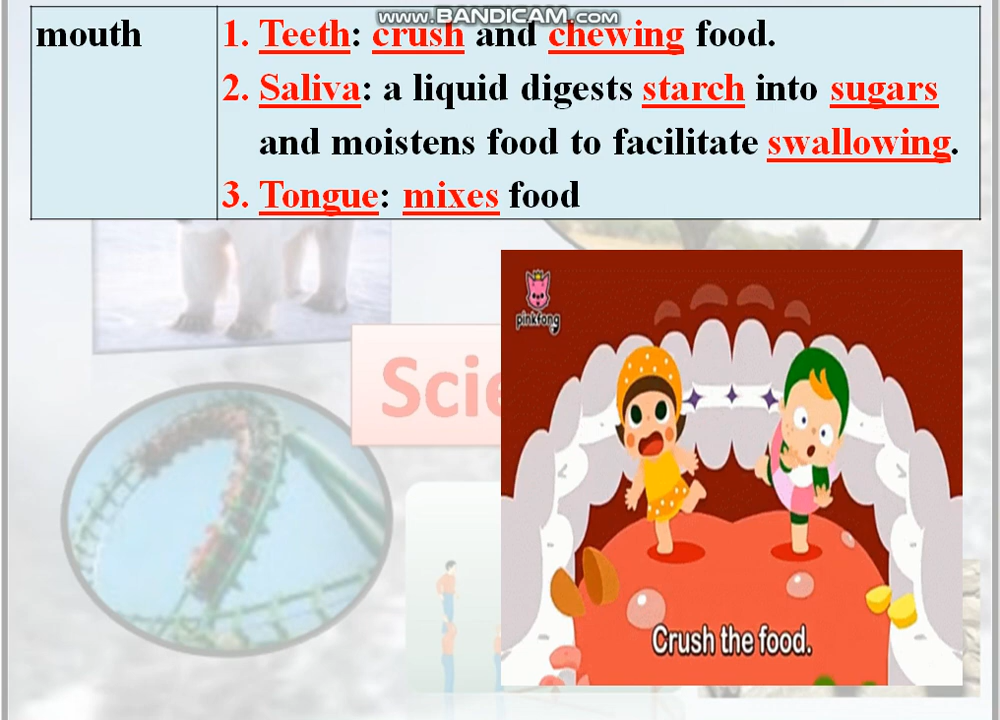 www.BANDICAM.com
mouth
1. Teeth: crush and chewing food.
2. Saliva: a liquid digests starch into sugars
and moistens food to facilitate swallowing.
3. Tongue: mixes food
pinkfong
Scie
Crush the food.